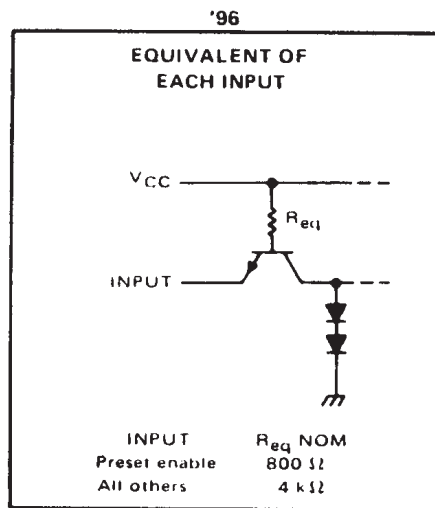 '96
EQUIVALENT OF
EACH INPUT
VCC
Req
INPUT
INPUT Req NOM
Preset enable 800 Ω
All others 4 kΩ